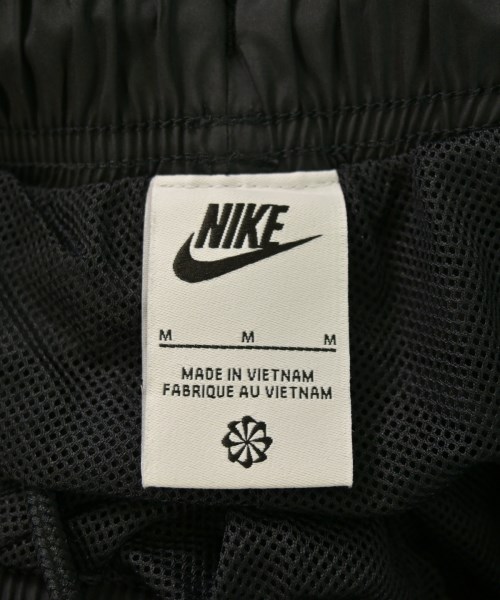 NIKE
M M M
MADE IN VIETNAM
FABRIQUE AU VIETNAM